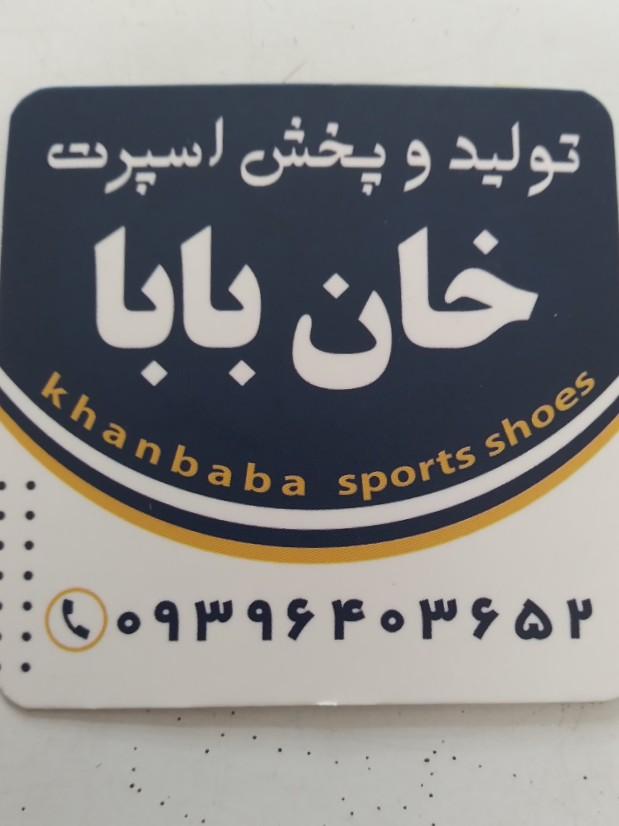 تولید و پخش اسپرت
خان بابا
khanbaba sports shoes
۰۹۳۹۶۴۰۳۶۵۲